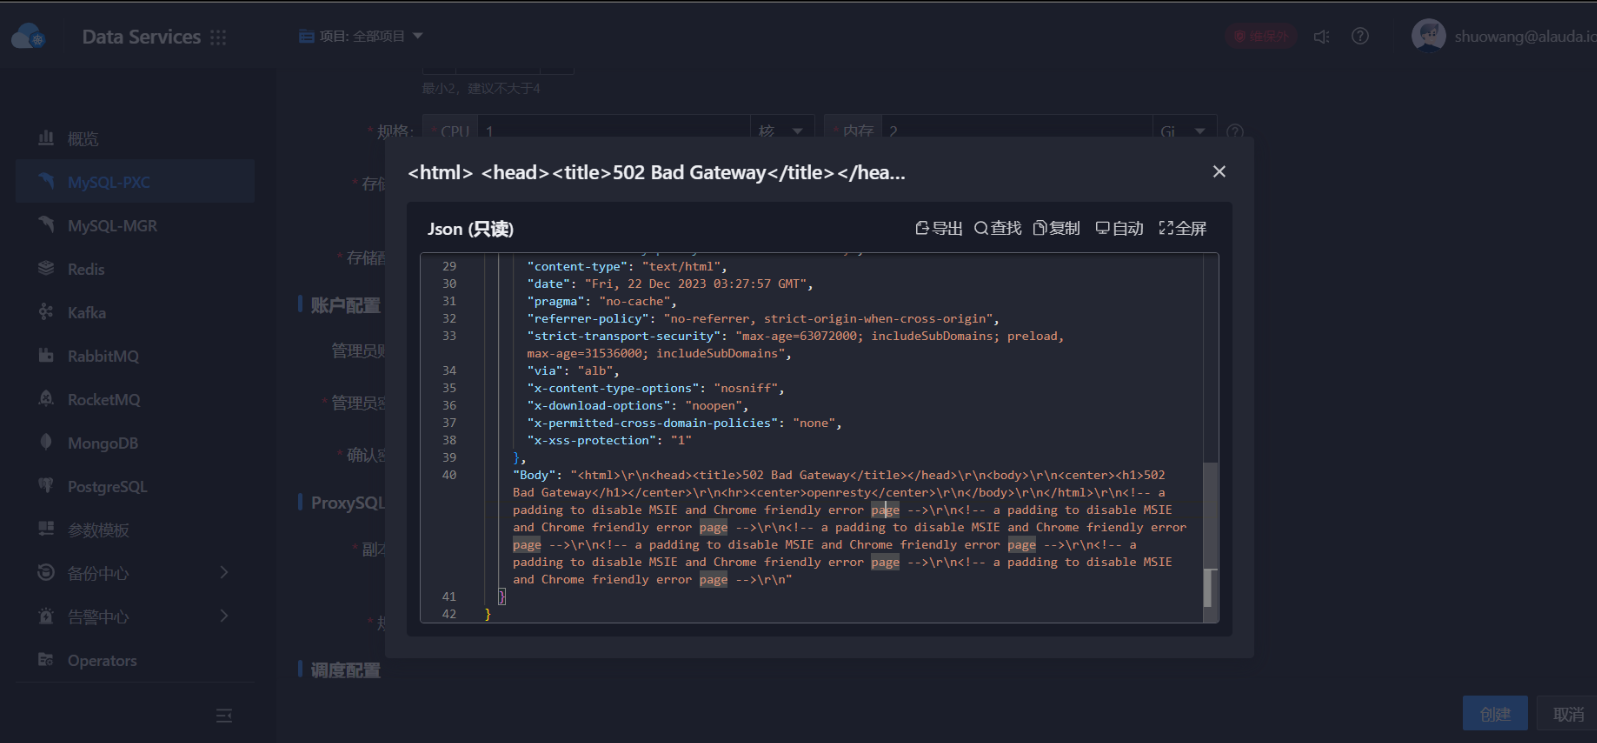 Data Services
项目: 全部项目
维保外
shuowang@alauda.io
最小2，建议不大于4
* 规格: * CPU 1 核 * 内存 2 Gi
概览
MySQL-PXC
MySQL-MGR
Redis
Kafka
RabbitMQ
RocketMQ
MongoDB
PostgreSQL
参数模板
备份中心
告警中心
Operators
* 存储
* 存储配
账户配置
管理员账
* 管理员密
* 确认密
ProxySQL
* 副本
* 规
调度配置
<html> <head><title>502 Bad Gateway</title></hea...
Json (只读)
导出 查找 复制 自动 全屏
29 "content-type": "text/html",
30 "date": "Fri, 22 Dec 2023 03:27:57 GMT",
31 "pragma": "no-cache",
32 "referrer-policy": "no-referrer, strict-origin-when-cross-origin",
33 "strict-transport-security": "max-age=63072000; includeSubDomains; preload,
max-age=31536000; includeSubDomains",
34 "via": "alb",
35 "x-content-type-options": "nosniff",
36 "x-download-options": "noopen",
37 "x-permitted-cross-domain-policies": "none",
38 "x-xss-protection": "1"
39 },
40 "Body": "<html>\r\n<head><title>502 Bad Gateway</title></head>\r\n<body>\r\n<center><h1>502
Bad Gateway</h1></center>\r\n<hr><center>openresty</center>\r\n</body>\r\n</html>\r\n<!-- a
padding to disable MSIE and Chrome friendly error page -->\r\n<!-- a padding to disable MSIE
and Chrome friendly error page -->\r\n<!-- a padding to disable MSIE and Chrome friendly error
page -->\r\n<!-- a padding to disable MSIE and Chrome friendly error page -->\r\n<!-- a
padding to disable MSIE and Chrome friendly error page -->\r\n<!-- a padding to disable MSIE
and Chrome friendly error page -->\r\n"
41 }
42 }
创建 取消